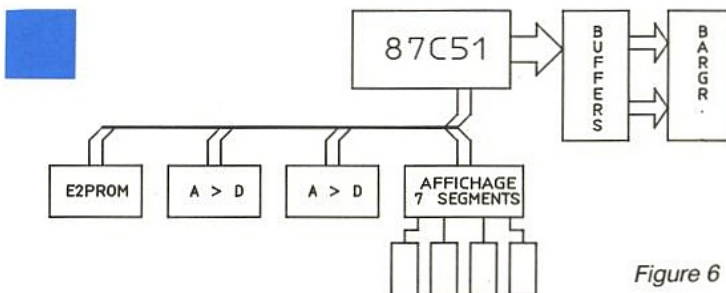 87C51
BUFFERS
BARGR.
E2PROM
A > D
A > D
AFFICHAGE
7 SEGMENTS
Figure 6